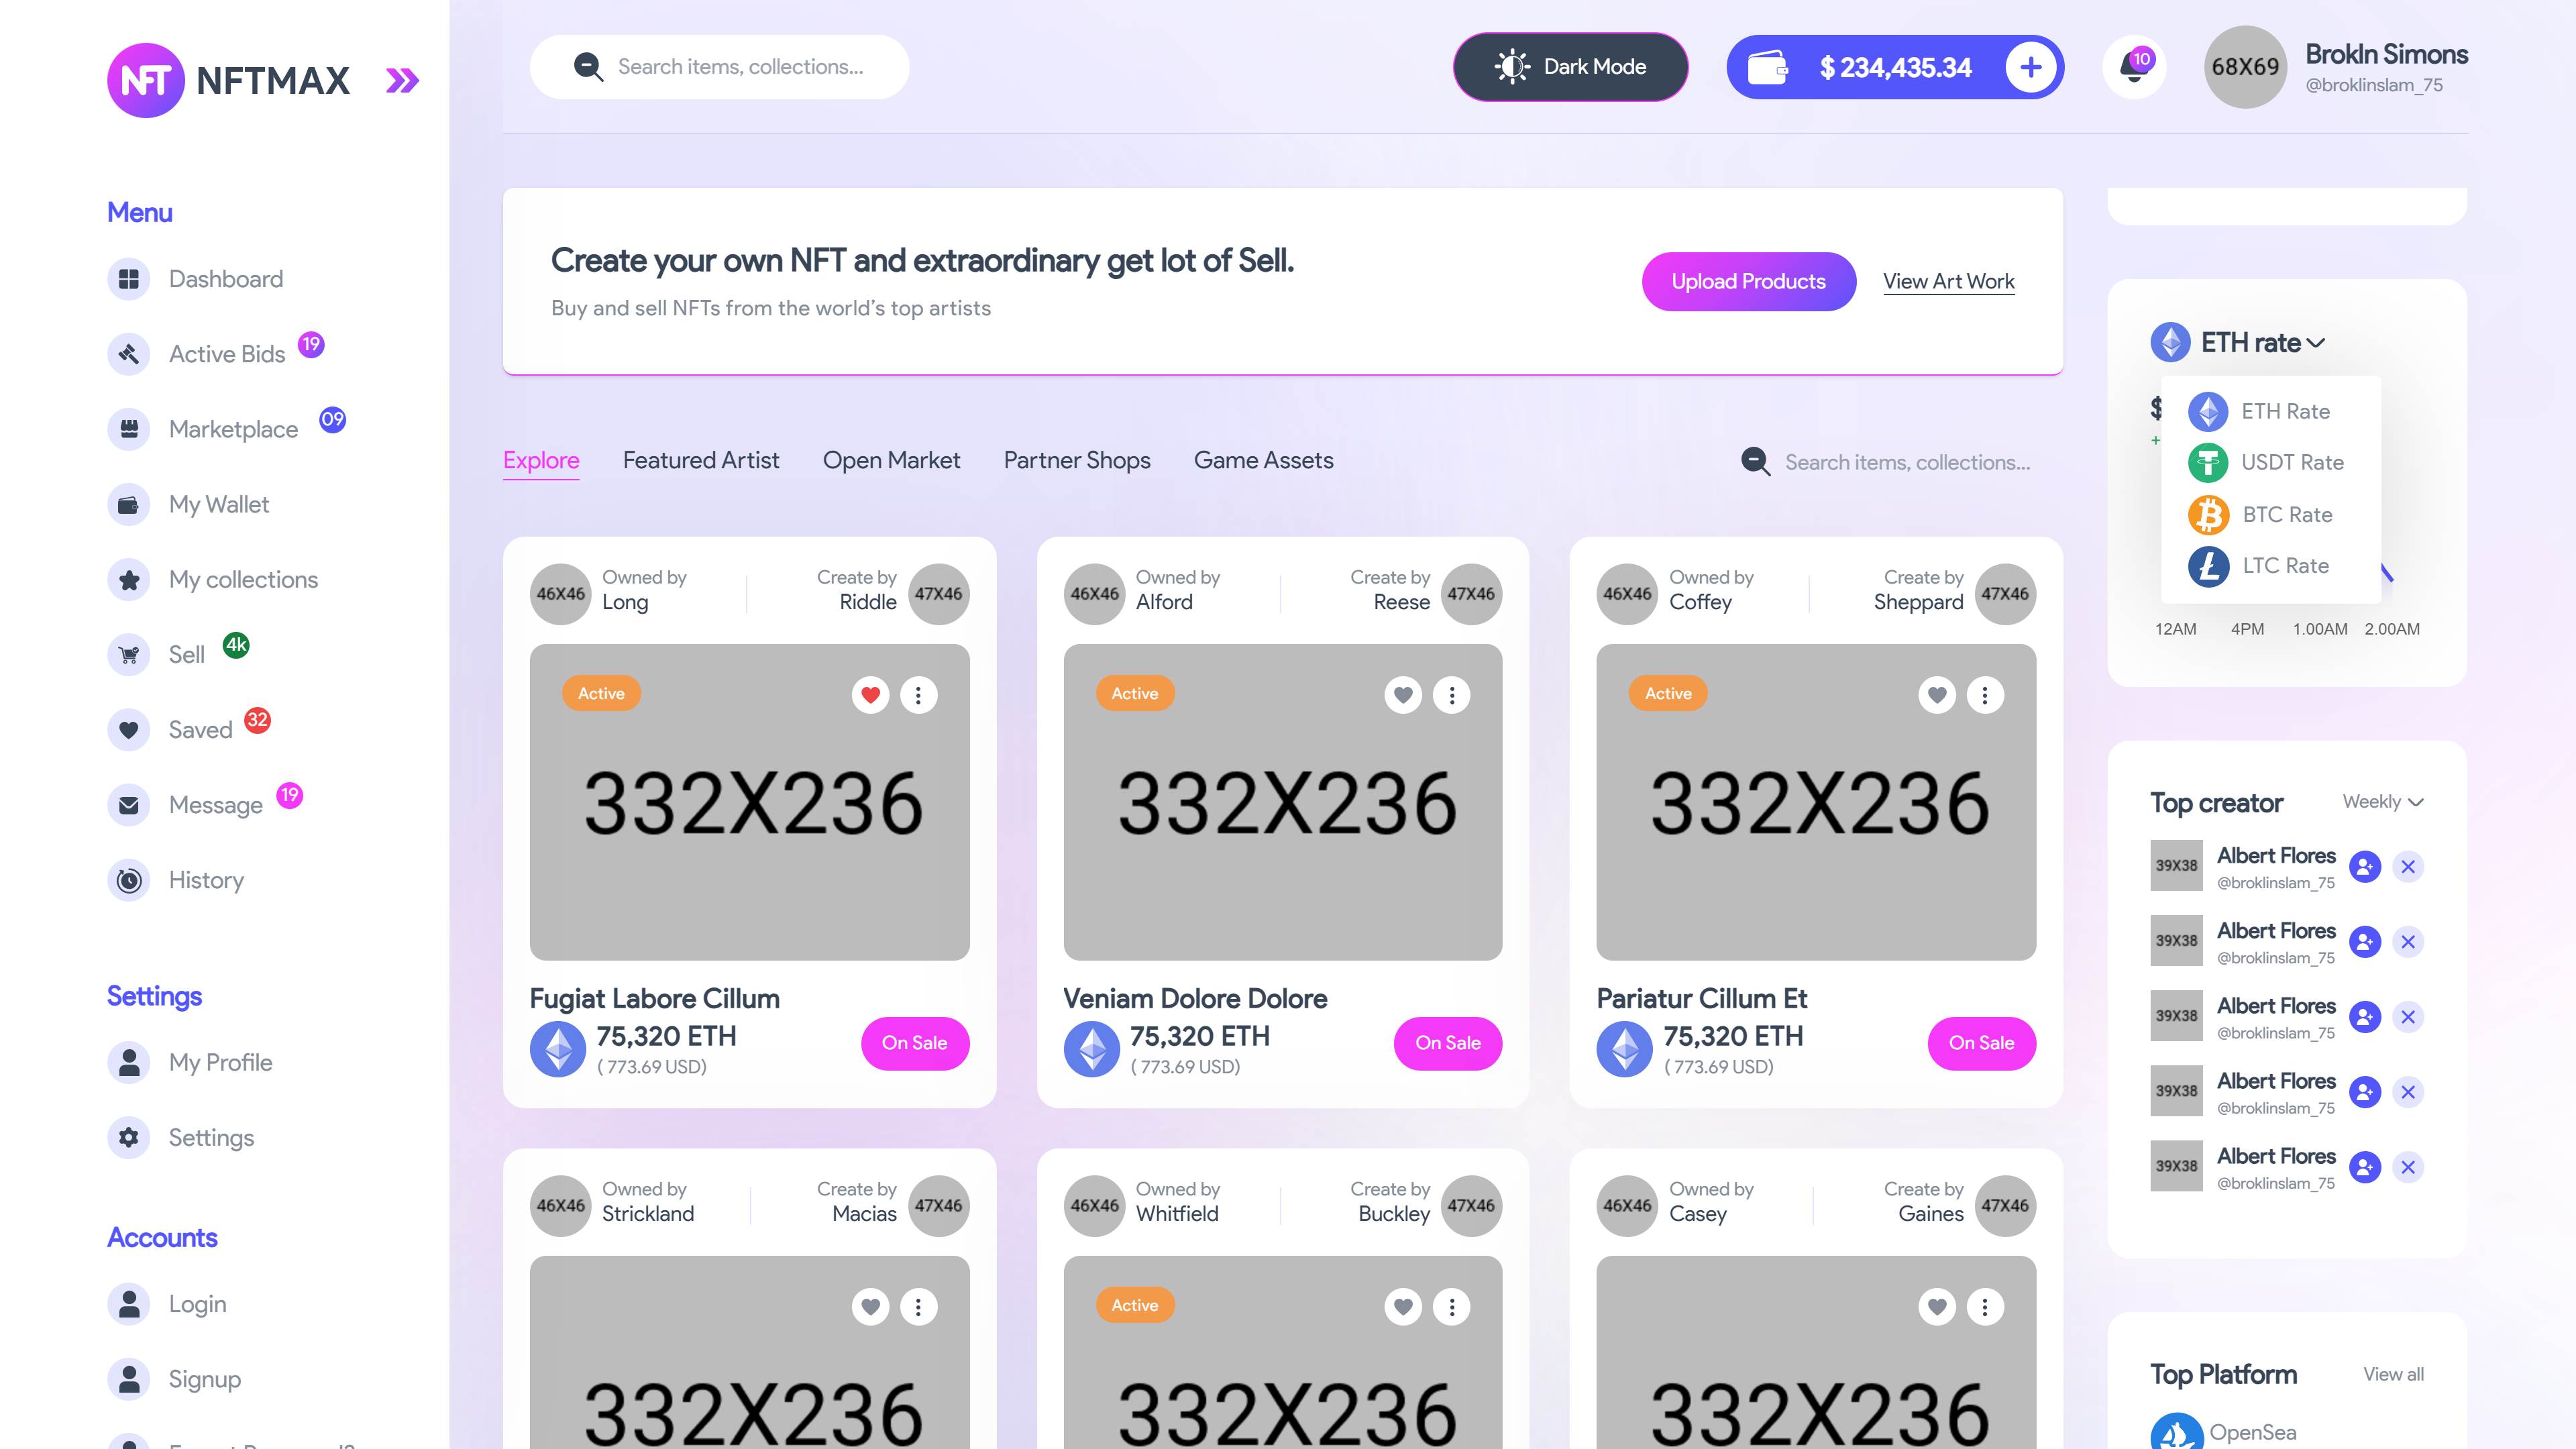 NFT NFTMAX
Menu
Dashboard
Active Bids 19
Marketplace 09
My Wallet
My collections
Sell 4k
Saved 32
Message 19
History
Settings
My Profile
Settings
Accounts
Login
Signup
Search items, collections...
Dark Mode
$ 234,435.34
10
68X69
Brokln Simons
@broklinslam_75
Create your own NFT and extraordinary get lot of Sell.
Buy and sell NFTs from the world’s top artists
Upload Products
View Art Work
Explore
Featured Artist
Open Market
Partner Shops
Game Assets
Search items, collections...
46X46
Owned by
Long
Create by
Riddle
47X46
Active
332X236
Fugiat Labore Cillum
75,320 ETH
( 773.69 USD)
On Sale
46X46
Owned by
Alford
Create by
Reese
47X46
Active
332X236
Veniam Dolore Dolore
75,320 ETH
( 773.69 USD)
On Sale
46X46
Owned by
Coffey
Create by
Sheppard
47X46
Active
332X236
Pariatur Cillum Et
75,320 ETH
( 773.69 USD)
On Sale
46X46
Owned by
Strickland
Create by
Macias
47X46
332X236
46X46
Owned by
Whitfield
Create by
Buckley
47X46
Active
332X236
46X46
Owned by
Casey
Create by
Gaines
47X46
332X236
ETH rate
$
+
ETH Rate
USDT Rate
BTC Rate
LTC Rate
12AM 4PM 1.00AM 2.00AM
Top creator
Weekly
39X38
Albert Flores
@broklinslam_75
39X38
Albert Flores
@broklinslam_75
39X38
Albert Flores
@broklinslam_75
39X38
Albert Flores
@broklinslam_75
39X38
Albert Flores
@broklinslam_75
Top Platform
View all
OpenSea